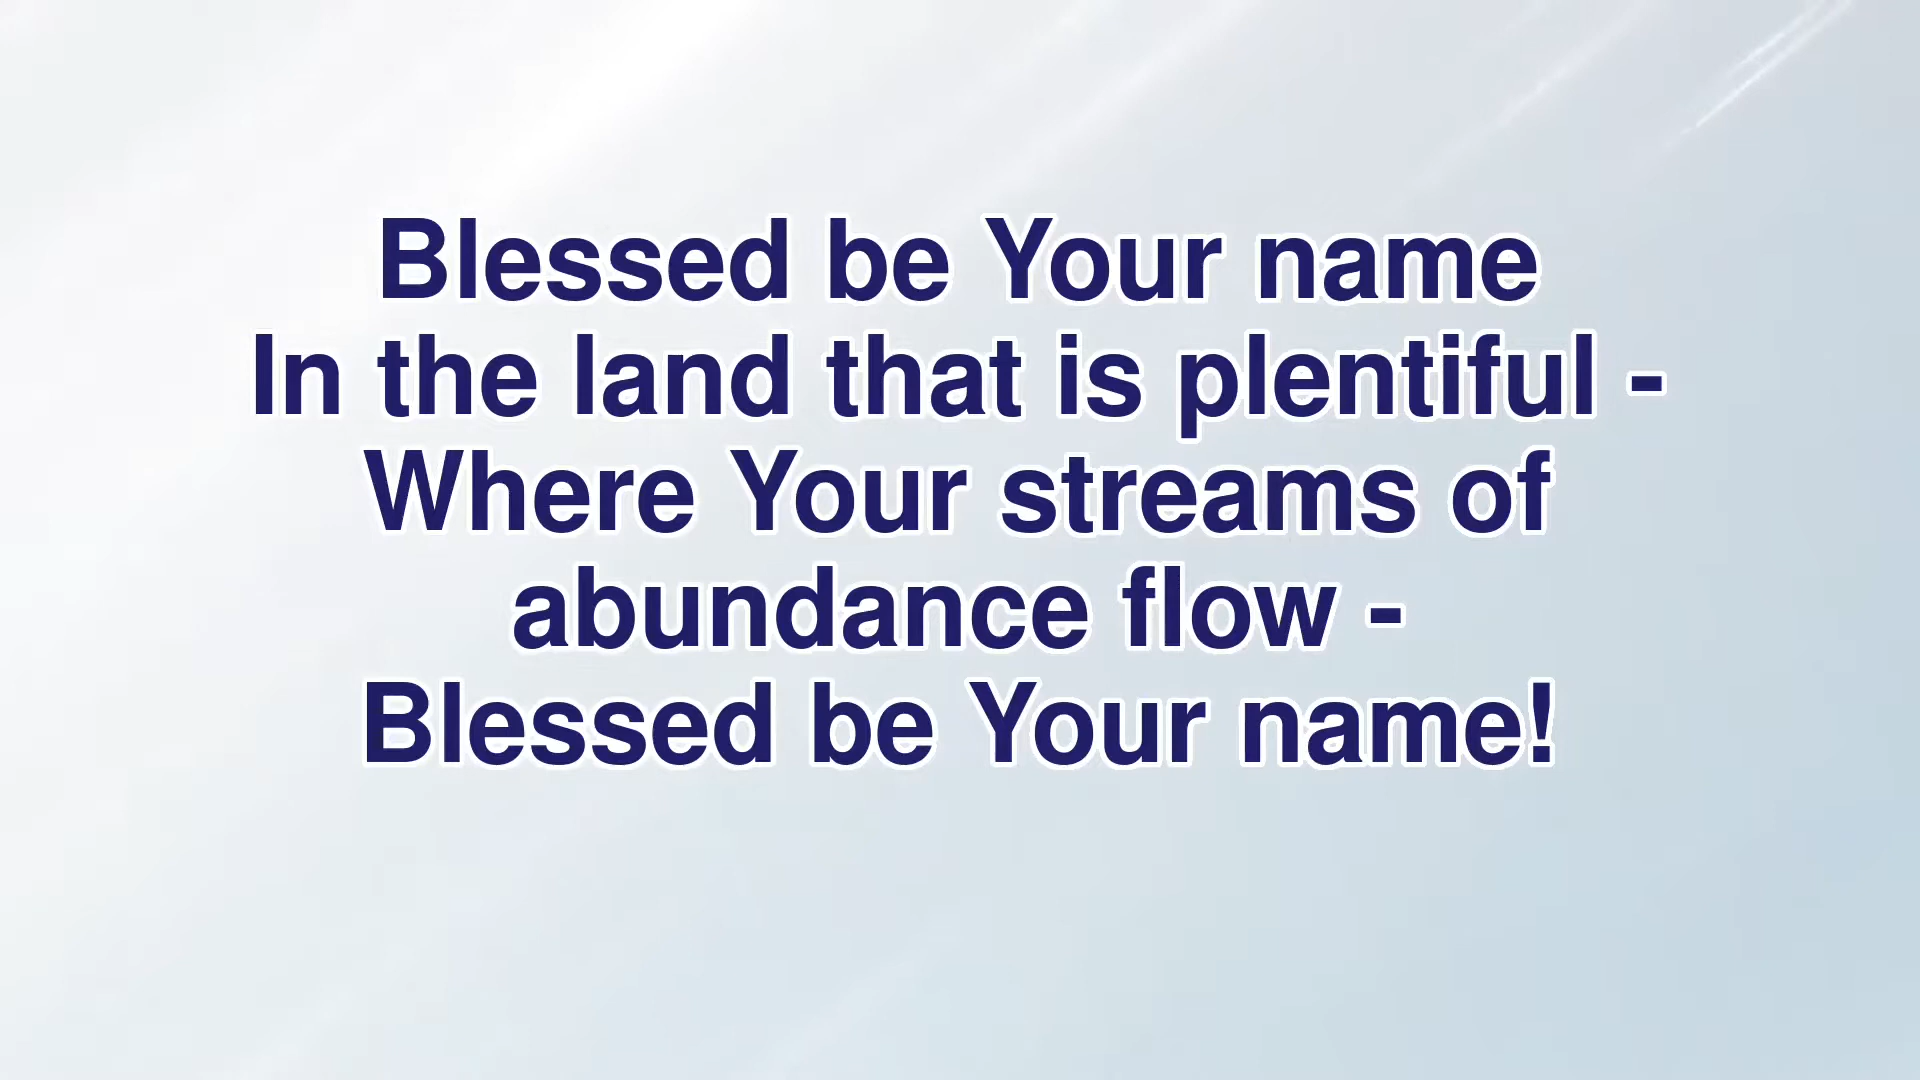 Blessed be Your name
In the land that is plentiful -
Where Your streams of
abundance flow -
Blessed be Your name!